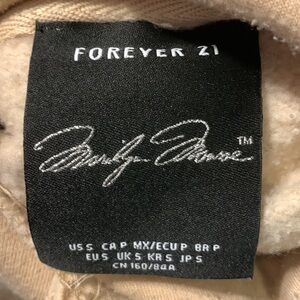 FOREVER 21
Marilyn Monroe™
US S CA P MX/ECU P BR P
EU S UK S KR S JP S
CN 160/84A